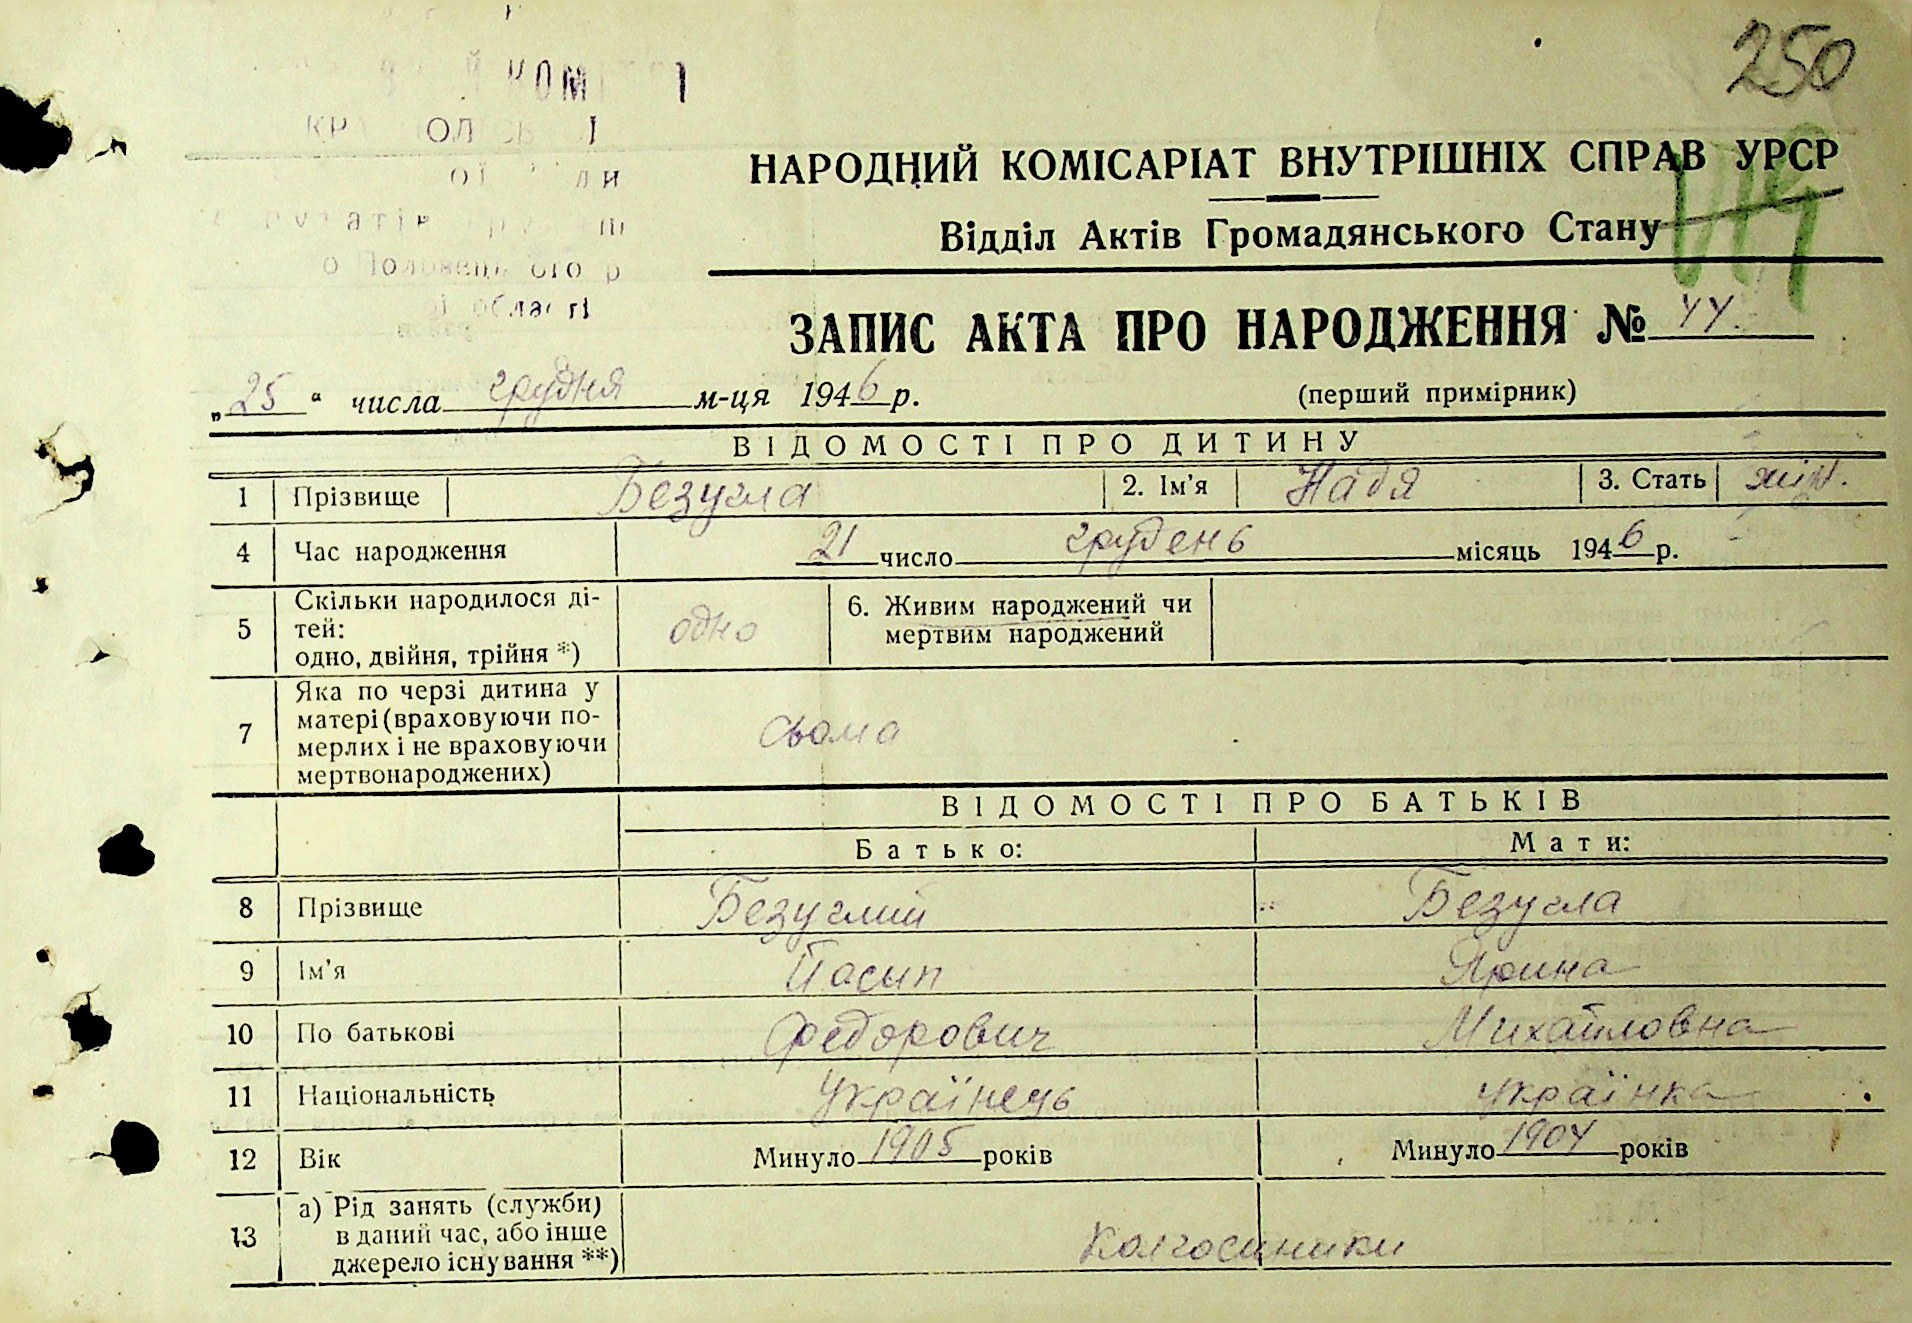 250
НАРОДНИЙ КОМІСАРІАТ ВНУТРІШНІХ СПРАВ УРСР
Відділ Актів Громадянського Стану
ЗАПИС АКТА ПРО НАРОДЖЕННЯ № 44.
„25“ числа грудня м-ця 1946 р. (перший примірник)
ВІДОМОСТІ ПРО ДИТИНУ
1 Прізвище Безугла 2. Ім'я Надя 3. Стать жін.
4 Час народження 21 число грудень місяць 1946 р.
5 Скільки народилося ді-
тей:
одно, двійня, трійня *) одно 6. Живим народжений чи
мертвим народжений
7 Яка по черзі дитина у
матері (враховуючи по-
мерлих і не враховуючи
мертвонароджених) сьома
ВІДОМОСТІ ПРО БАТЬКІВ
Батько: Мати:
8 Прізвище Безуглий Безугла
9 Ім'я Йосип Ярина
10 По батькові Федорович Михайловна
11 Національність Українець Українка
12 Вік Минуло 1905 років Минуло 1904 років
13 а) Рід занять (служби)
в даний час, або інше
джерело існування **) Колгоспники